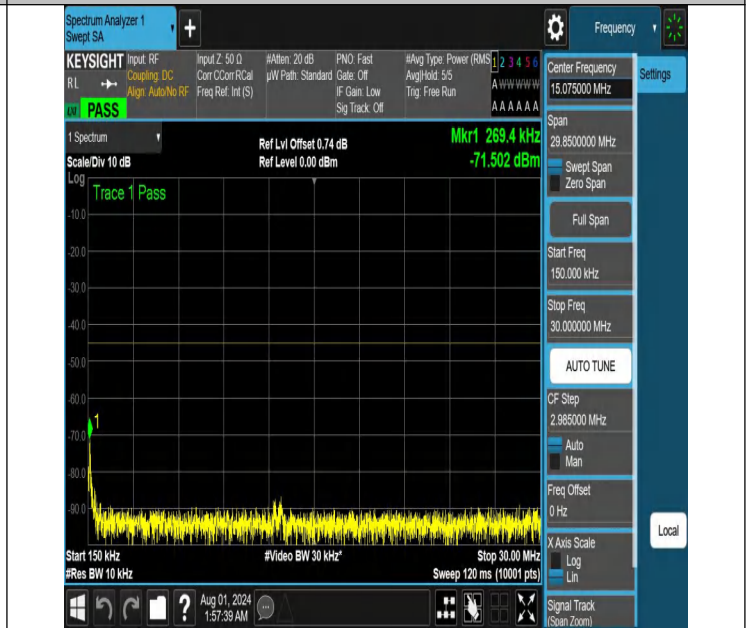 Spectrum Analyzer 1
Swept SA
+
Frequency
KEYSIGHT
RL
PASS
Input: RF
Coupling: DC
Align: Auto/No RF
Input Z: 50 Ω
Corr CCorr RCal
Freq Ref: Int (S)
#Atten: 20 dB
µW Path: Standard
PNO: Fast
Gate: Off
IF Gain: Low
Sig Track: Off
#Avg Type: Power (RMS
Avg|Hold: 5/5
Trig: Free Run
1 2 3 4 5 6
A W W W W W
A A A A A A
Center Frequency
15.075000 MHz
Settings
1 Spectrum
Scale/Div 10 dB
Ref Lvl Offset 0.74 dB
Ref Level 0.00 dBm
Mkr1 269.4 kHz
-71.502 dBm
Span
29.8500000 MHz
Swept Span
Zero Span
Full Span
Start Freq
150.000 kHz
Stop Freq
30.000000 MHz
AUTO TUNE
CF Step
2.985000 MHz
Auto
Man
Freq Offset
0 Hz
X Axis Scale
Log
Lin
Signal Track
(Span Zoom)
Local
Log
Trace 1 Pass
-10.0
-20.0
-30.0
-40.0
-50.0
-60.0
1
-70.0
-80.0
-90.0
Start 150 kHz
#Res BW 10 kHz
#Video BW 30 kHz*
Stop 30.00 MHz
Sweep 120 ms (10001 pts)
?
Aug 01, 2024
1:57:39 AM